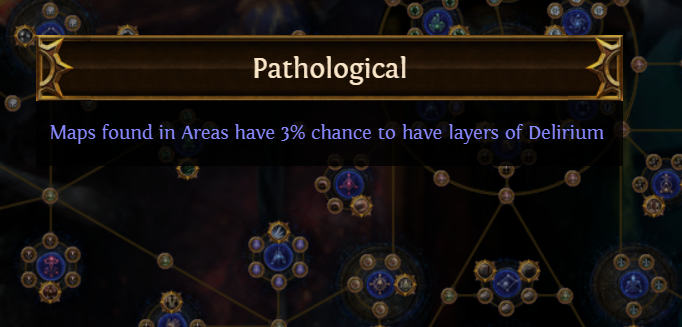 Pathological
Maps found in Areas have 3% chance to have layers of Delirium